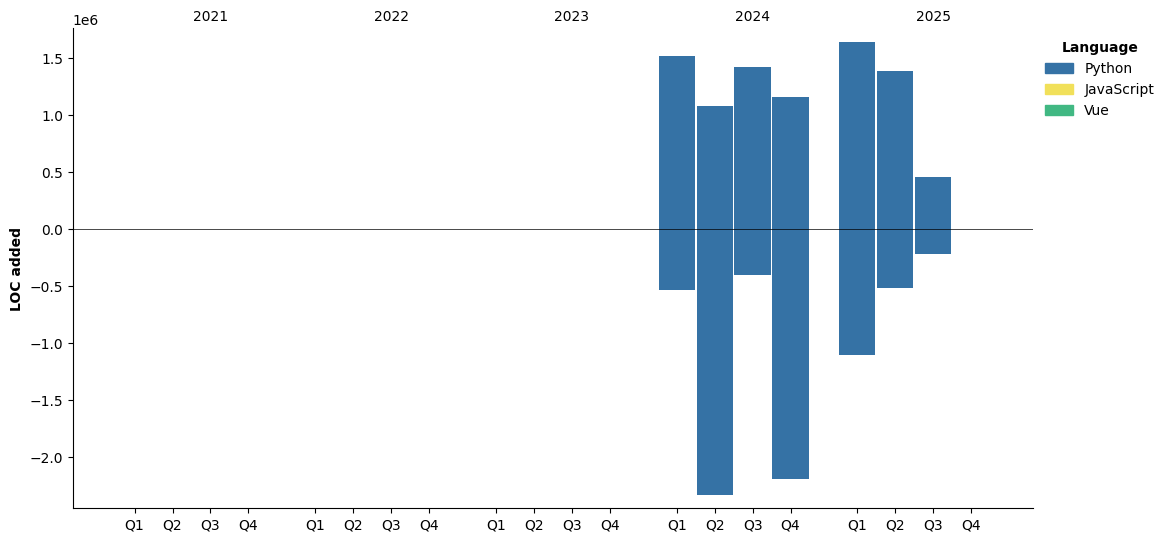 2021 2022 2023 2024 2025
1e6
Language
Python
JavaScript
Vue
1.5
1.0
0.5
0.0
−0.5
−1.0
−1.5
−2.0
LOC added
Q1 Q2 Q3 Q4 Q1 Q2 Q3 Q4 Q1 Q2 Q3 Q4 Q1 Q2 Q3 Q4 Q1 Q2 Q3 Q4